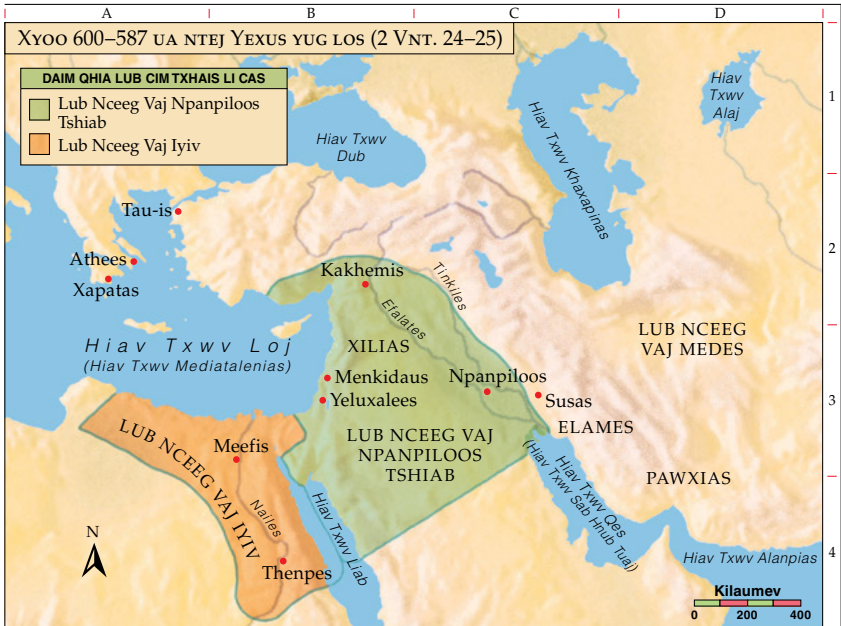 A B C D
XYOO 600–587 UA NTEJ YEXUS YUG LOS (2 VNT. 24–25)
DAIM QHIA LUB CIM TXHAIS LI CAS
Lub Nceeg Vaj Npanpiloos
Tshiab
Lub Nceeg Vaj Iyiv
Hiav
Txwv
Alaj
1
Hiav Txwv
Dub
Hiav Txwv Khaxapinas
Tau-is
2
Athees
Xapatas
Kakhemis
Tinkiles
Efalates
LUB NCEEG
VAJ MEDES
Hiav Txwv Loj
(Hiav Txwv Mediatalenias)
XILIAS
Menkidaus
Npanpiloos
Yeluxalees
Susas
3
ELAMES
LUB NCEEG VAJ IYIV
Meefis
LUB NCEEG VAJ
NPANPILOOS
TSHIAB
PAWXIAS
Hiav Txwv Qes
(Hiav Txwv Sab Hnub Tuaj)
Nailes
Hiav Txwv Liab
N
4
Hiav Txwv Alanpias
Thenpes
Kilaumev
0 200 400